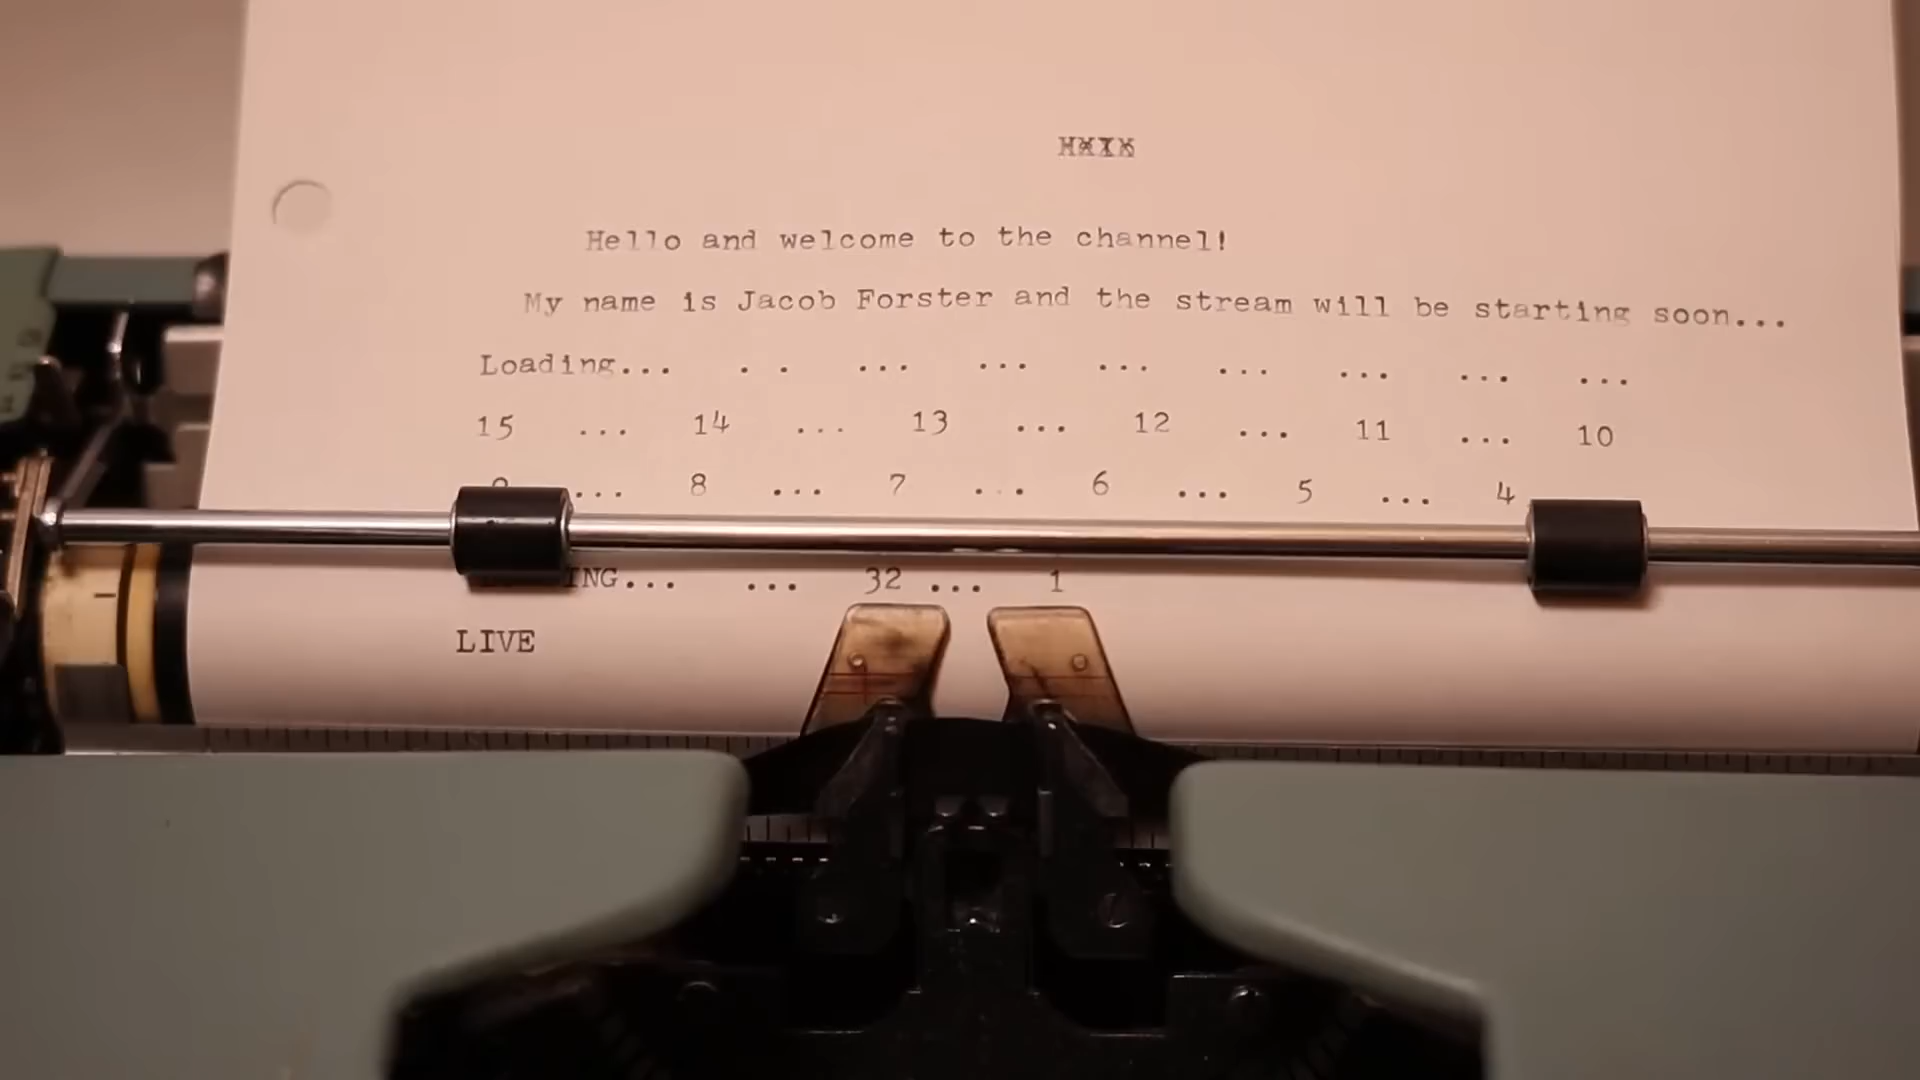 Hello and welcome to the channel!
My name is Jacob Forster and the stream will be starting soon...
Loading... . . ... ... ... ... ... ... ...
15 ... 14 ... 13 ... 12 ... 11 ... 10
... 8 ... 7 ... 6 ... 5 ... 4
ING... ... 32 ... 1
LIVE